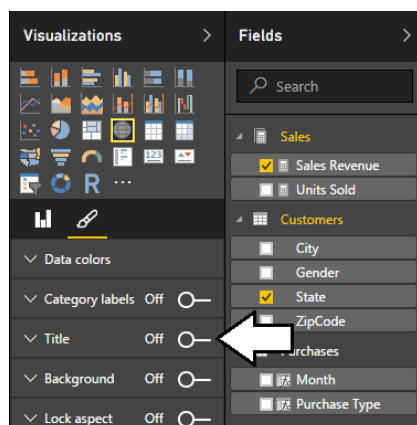 Visualizations
Fields
Search
Sales
Sales Revenue
Units Sold
Customers
City
Gender
State
ZipCode
Purchases
Month
Purchase Type
123
R
...
Data colors
Category labels Off
Title Off
Background Off
Lock aspect Off